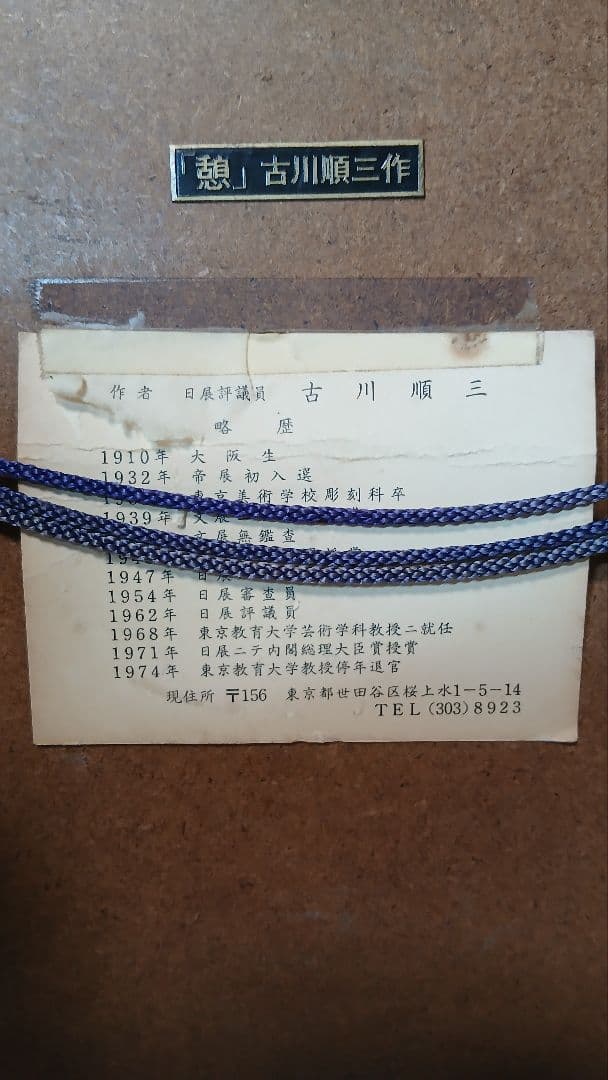 「憩」古川順三作
作者 日展評議員 古川順三
略歴
1910年 大阪生
1932年 帝展初入選
東京美術学校彫刻科卒
1939年 文展
文展無鑑査
1947年 日展
1954年 日展審査員
1962年 日展評議員
1968年 東京教育大学芸術学科教授ニ就任
1971年 日展ニテ内閣総理大臣賞授賞
1974年 東京教育大学教授停年退官
現住所 〒156 東京都世田谷区桜上水1-5-14
TEL (303) 8923